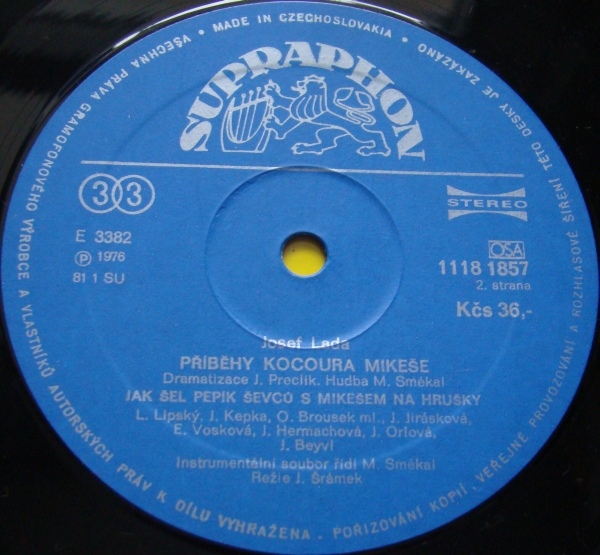 • MADE IN CZECHOSLOVAKIA •
VŠECHNA PRÁVA GRAMOFONOVÉHO VÝROBCE A VLASTNÍKŮ AUTORSKÝCH PRÁV K DÍLU VYHRAŽENA. POŘIZOVÁNÍ KOPIÍ, VEŘEJNÉ PROVOZOVÁNÍ A ROZHLASOVÉ ŠÍŘENÍ TÉTO DESKY JE ZAKÁZÁNO
SUPRAPHON
33
STEREO
E 3382
Ⓟ 1976
81 1 SU
OSA
1118 1857
2. strana
Kčs 36,-
Josef Lada
PŘÍBĚHY KOCOURA MIKEŠE
Dramatizace J. Preclík. Hudba M. Směkal
JAK ŠEL PEPÍK ŠEVCŮ S MIKEŠEM NA HRUŠKY
L. Lipský, J. Kepka, O. Brousek ml., J. Jirásková,
E. Vosková, J. Hermachová, J. Orlová,
J. Beyvl
Instrumentální soubor řídí M. Směkal
Režie J. Šrámek